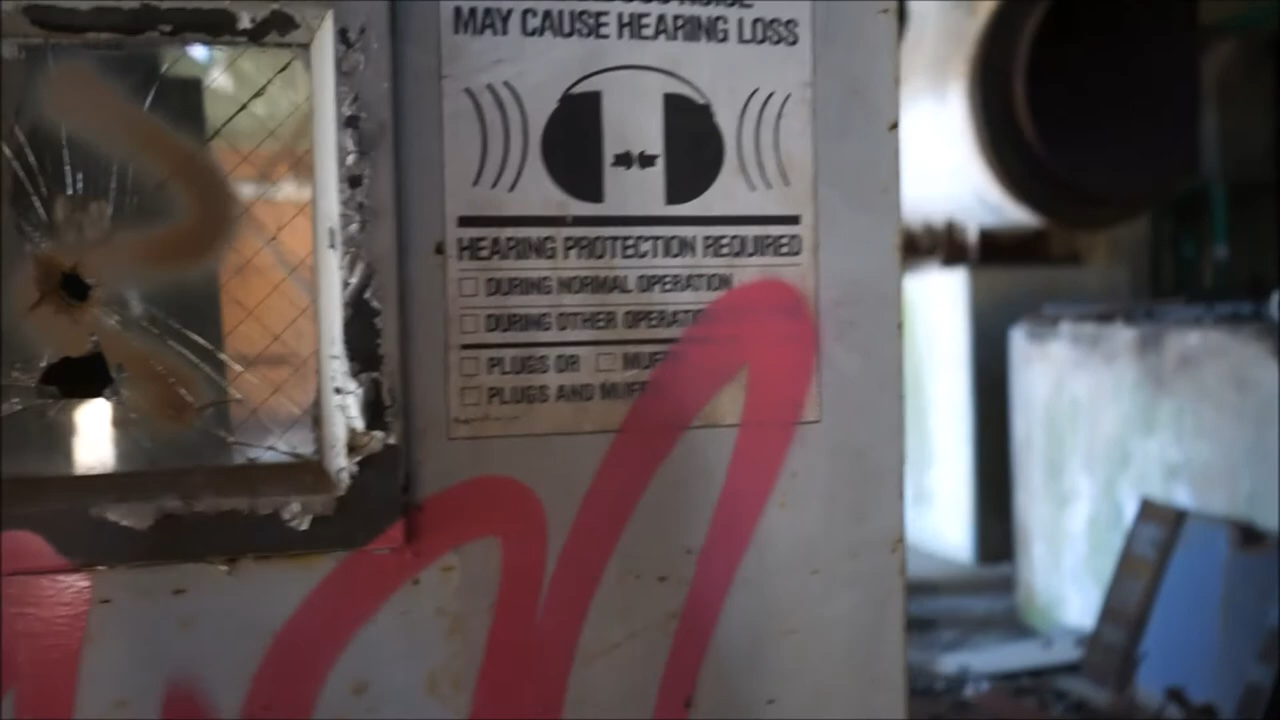 MAY CAUSE HEARING LOSS
HEARING PROTECTION REQUIRED
DURING NORMAL OPERATION
DURING OTHER
PLUGS OR
PLUGS AND